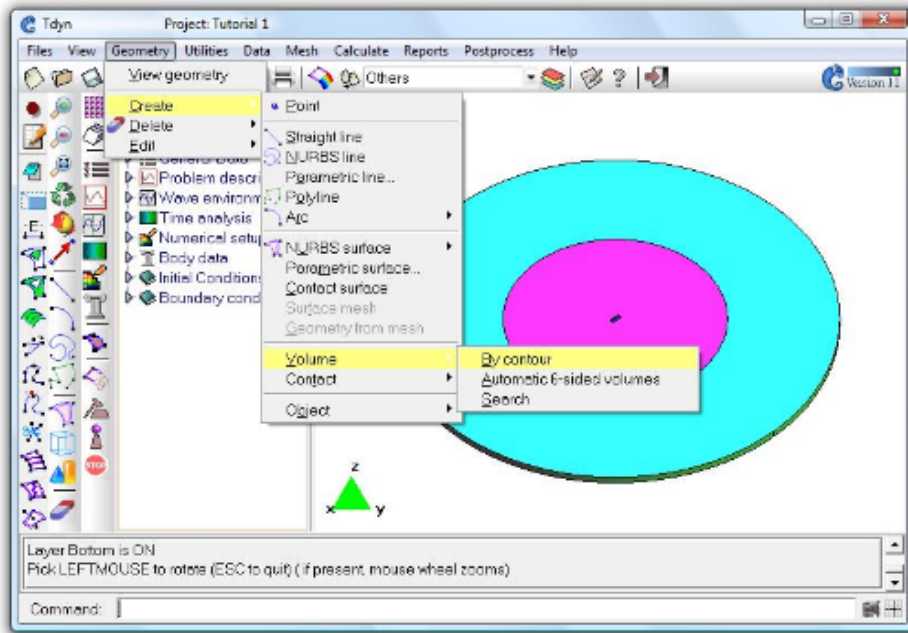 Tdyn Project: Tutorial 1
Files View Geometry Utilities Data Mesh Calculate Reports Postprocess Help
View geometry
Others
Version 11
Create
Delete
Edit
Point
Straight line
NURBS line
Parametric line...
Polyline
Arc
NURBS surface
Parametric surface...
Contact surface
Surface mesh
Geometry from mesh
Volume
Contact
Object
By contour
Automatic 6-sided volumes
Search
General Data
Problem descri
Wave environm
Time analysis
Numerical setu
Body data
Initial Conditions
Boundary cond
E
STOP
z
x y
Layer Bottom is ON
Pick LEFTMOUSE to rotate (ESC to quit) ( if present, mouse wheel zooms)
Command: